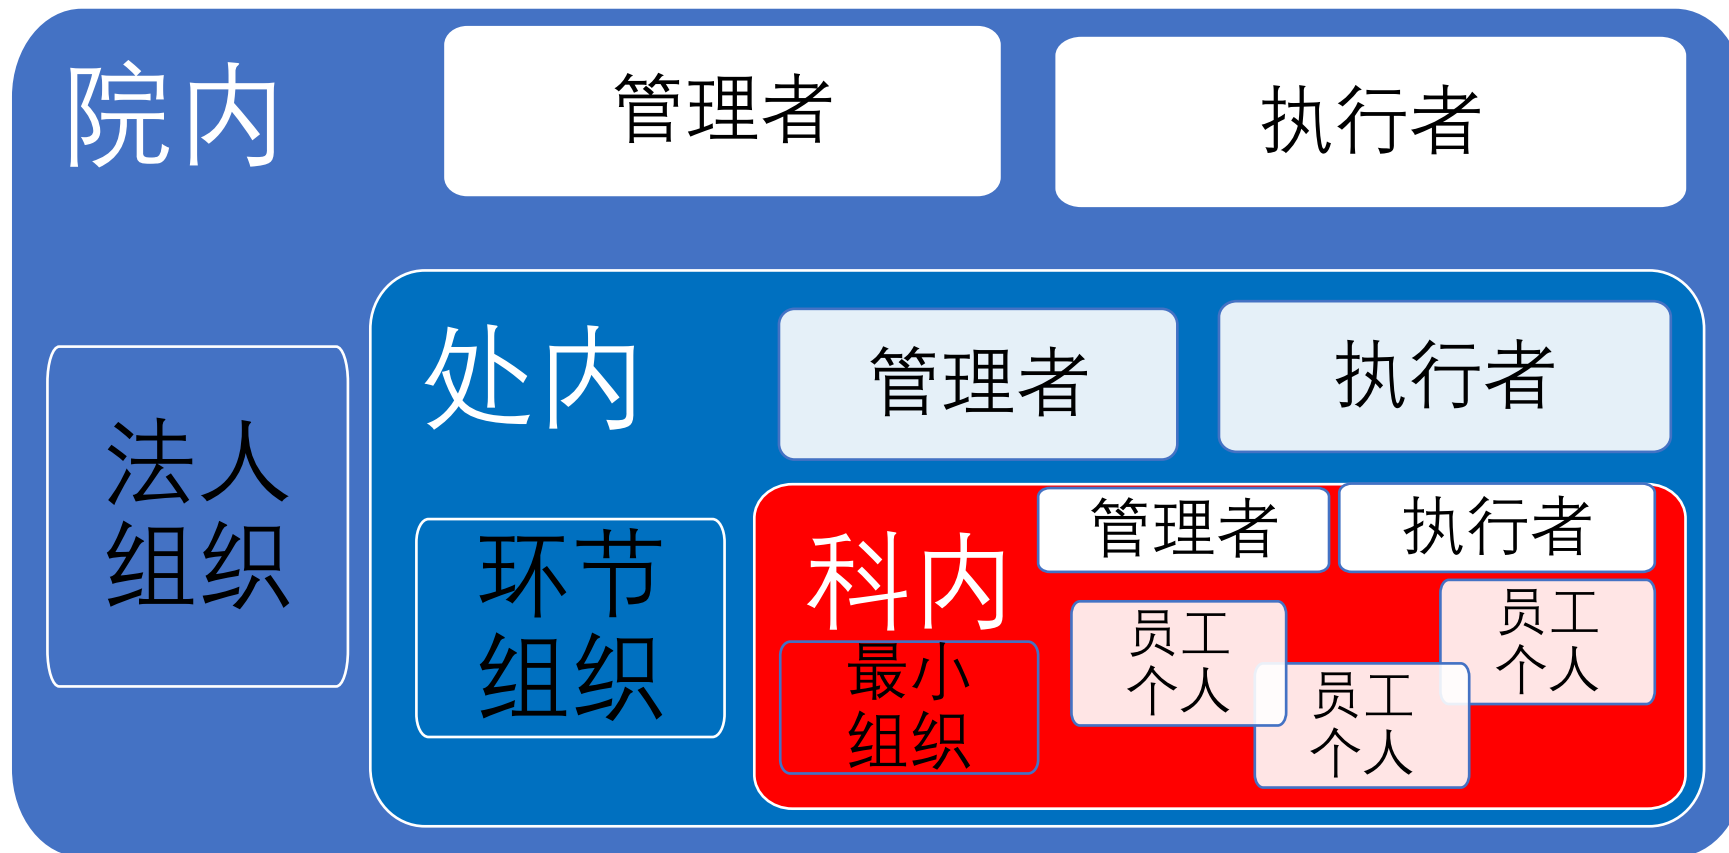 院内
管理者
执行者
法人
组织
处内
管理者
执行者
环节
组织
科内
管理者
执行者
最小
组织
员工
个人
员工
个人
员工
个人